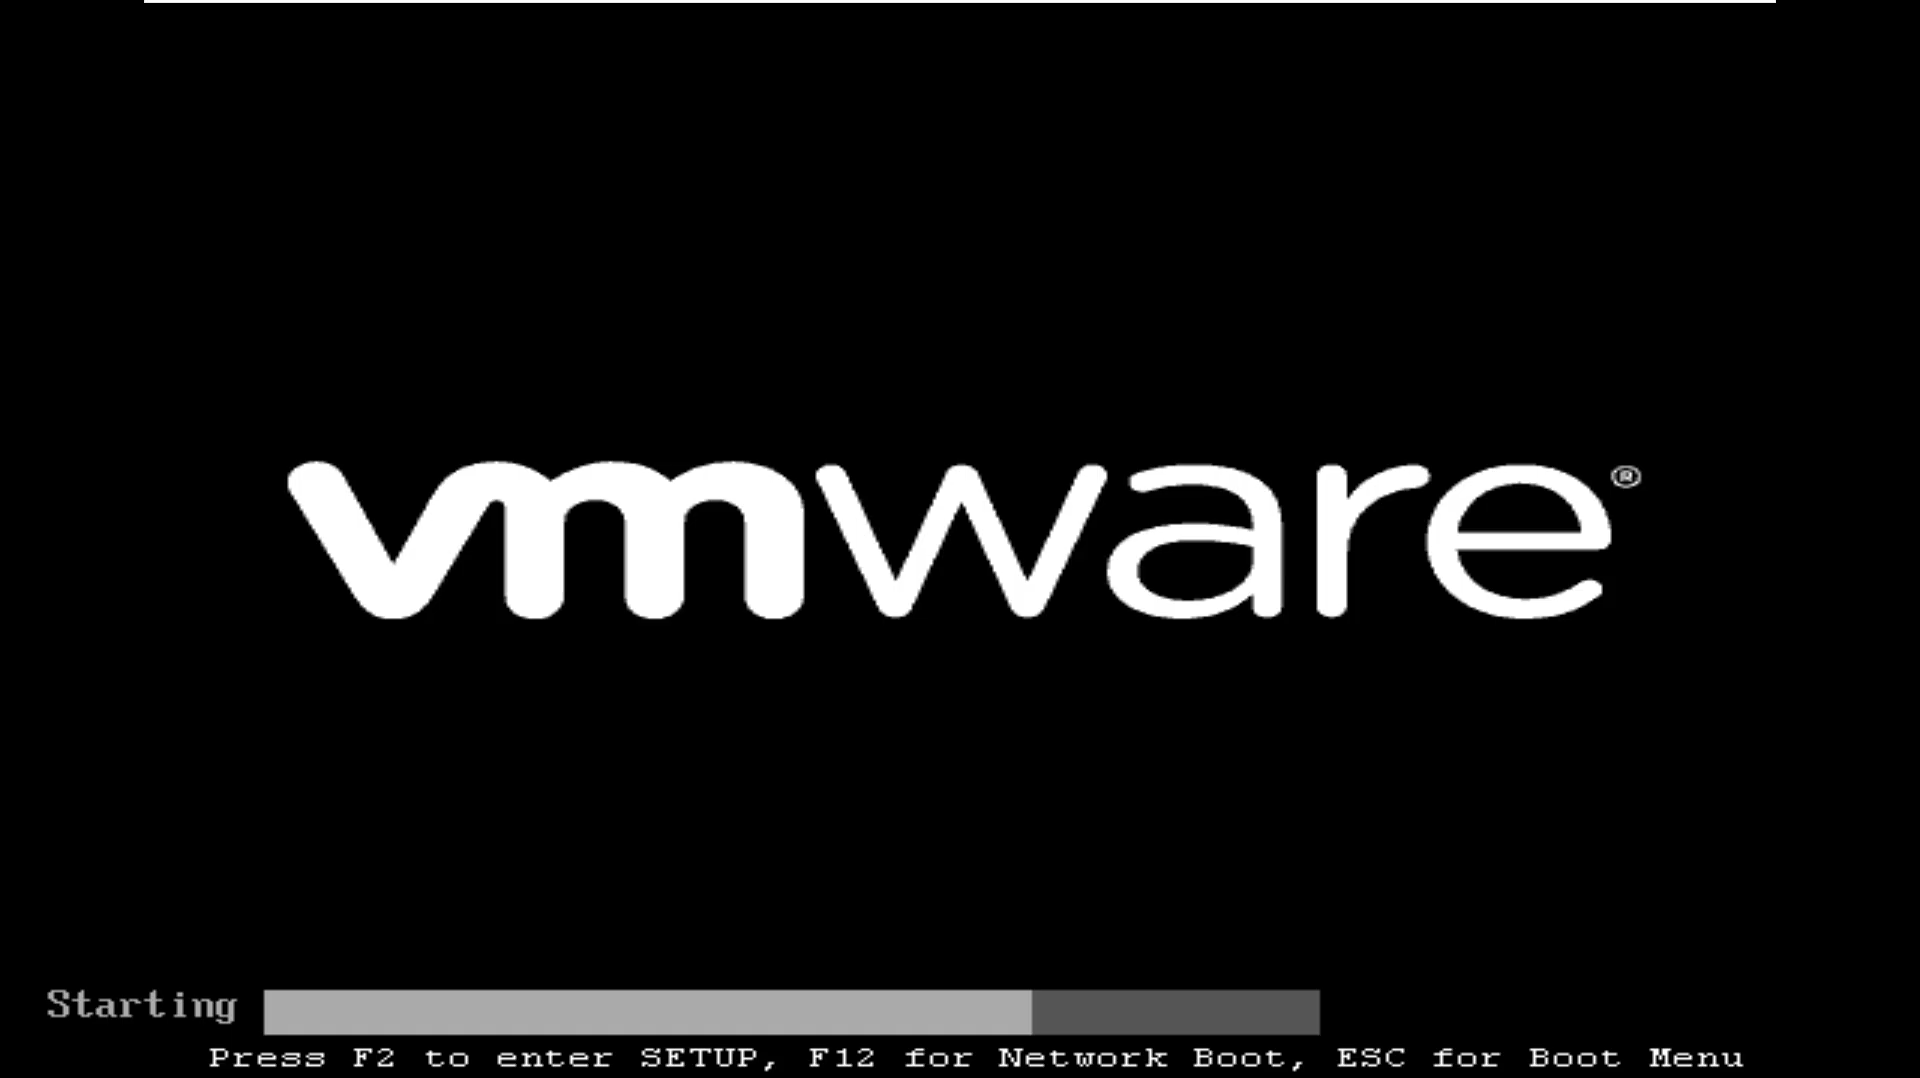 vmware®
Starting
Press F2 to enter SETUP, F12 for Network Boot, ESC for Boot Menu